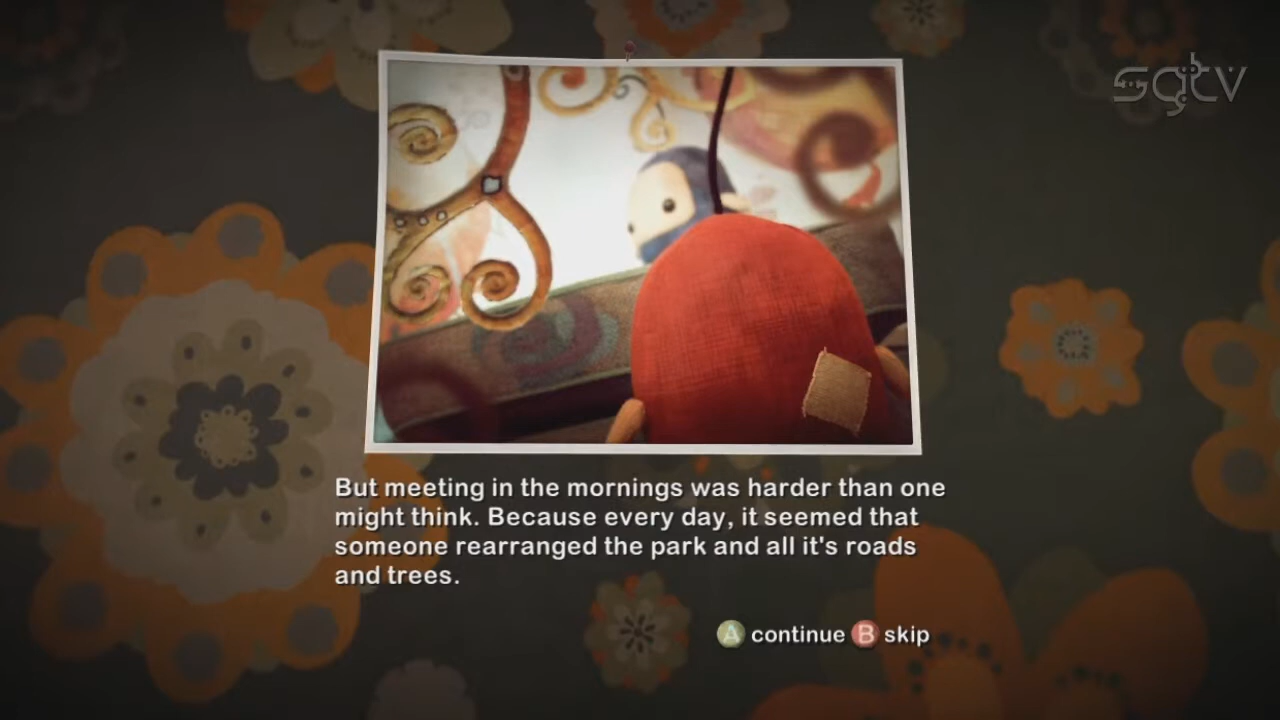 sgtv
But meeting in the mornings was harder than one
might think. Because every day, it seemed that
someone rearranged the park and all it's roads
and trees.
A continue B skip